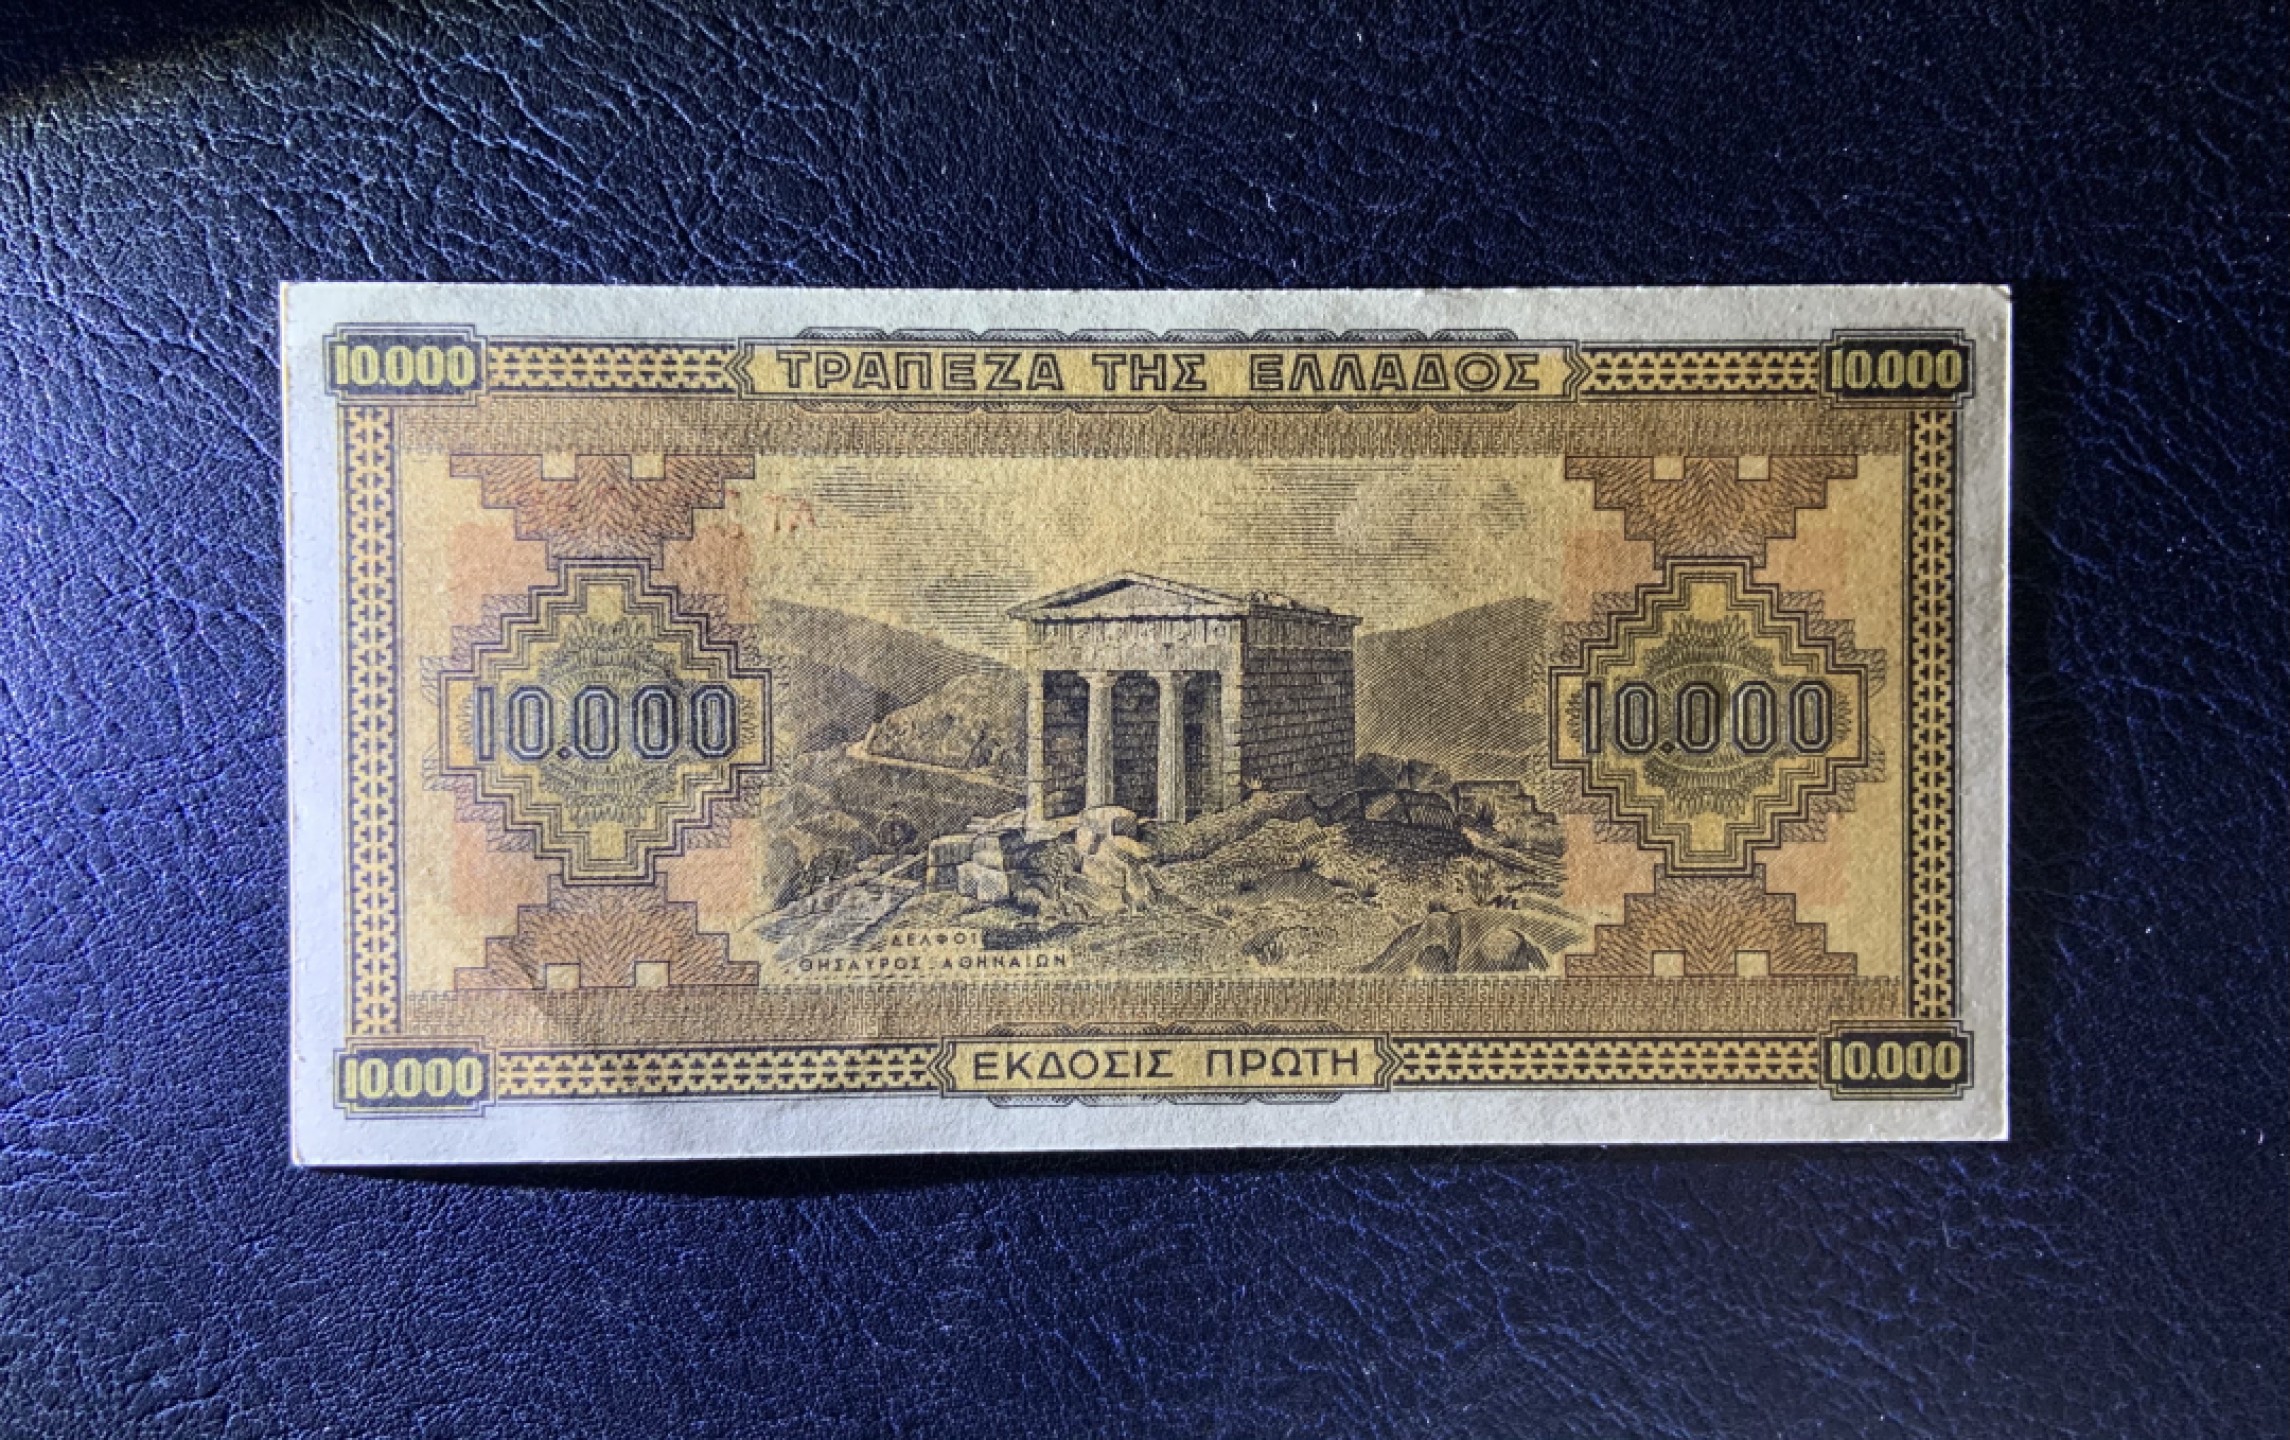 10.000 ΤΡΑΠΕΖΑ ΤΗΣ ΕΛΛΑΔΟΣ 10.000
10.000 10.000
ΔΕΛΦΟΙ
ΘΗΣΑΥΡΟΣ ΑΘΗΝΑΙΩΝ
10.000 ΕΚΔΟΣΙΣ ΠΡΩΤΗ 10.000